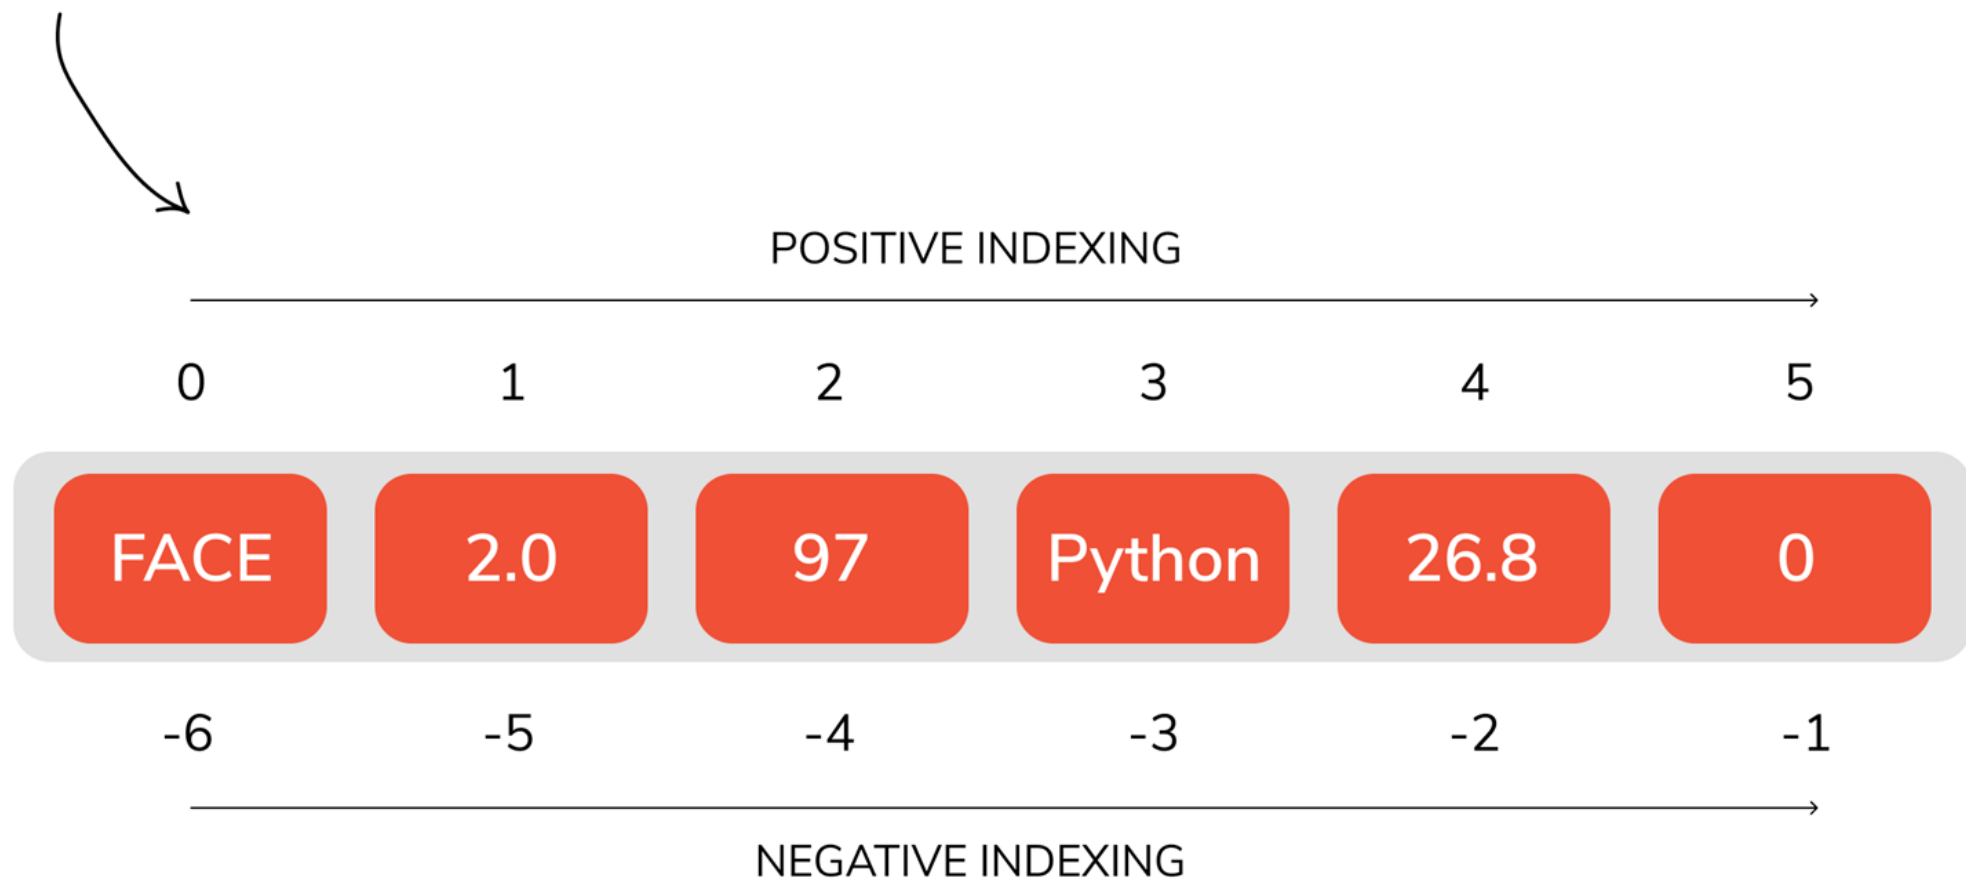 POSITIVE INDEXING
0 1 2 3 4 5
FACE 2.0 97 Python 26.8 0
-6 -5 -4 -3 -2 -1
NEGATIVE INDEXING